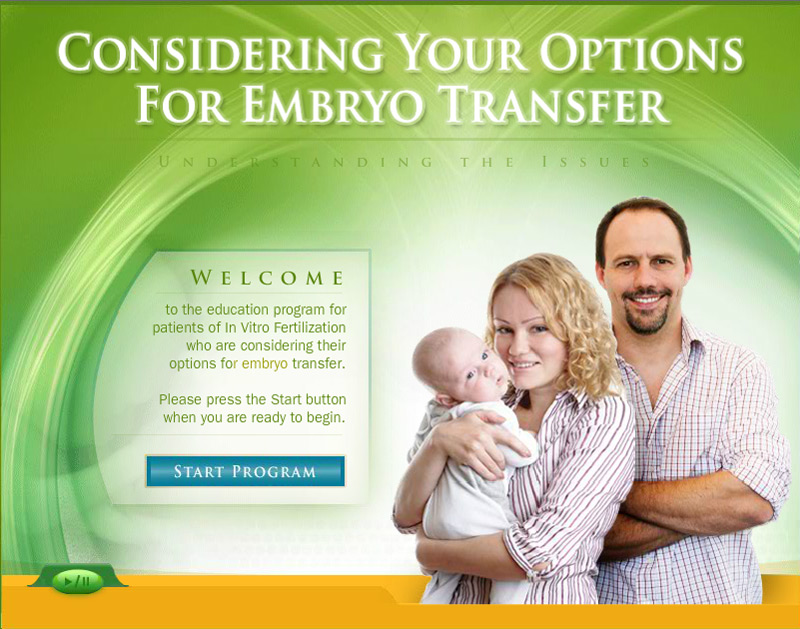 Considering Your Options
For Embryo Transfer
Understanding the Issues
Welcome
to the education program for
patients of In Vitro Fertilization
who are considering their
options for embryo transfer.
Please press the Start button
when you are ready to begin.
Start Program